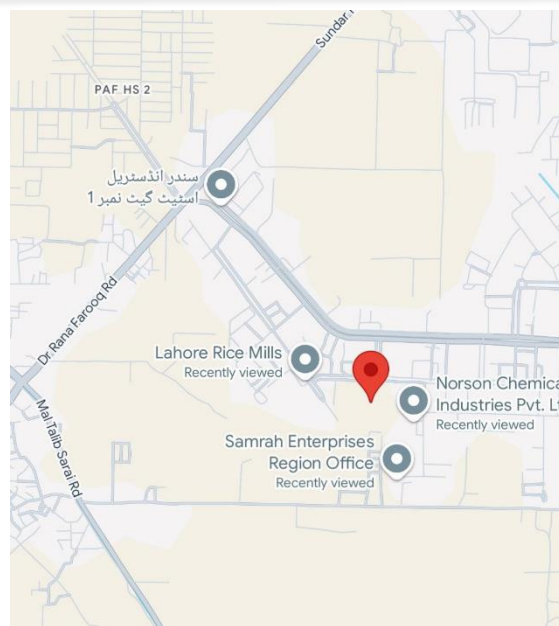 Sundar
PAF HS 2
سندر انڈسٹریل
اسٹیٹ گیٹ نمبر 1
Dr Rana Farooq Rd
Lahore Rice Mills
Recently viewed
Norson Chemica
Industries Pvt. L
Recently viewed
Mal Talib Sarai Rd
Samrah Enterprises
Region Office
Recently viewed